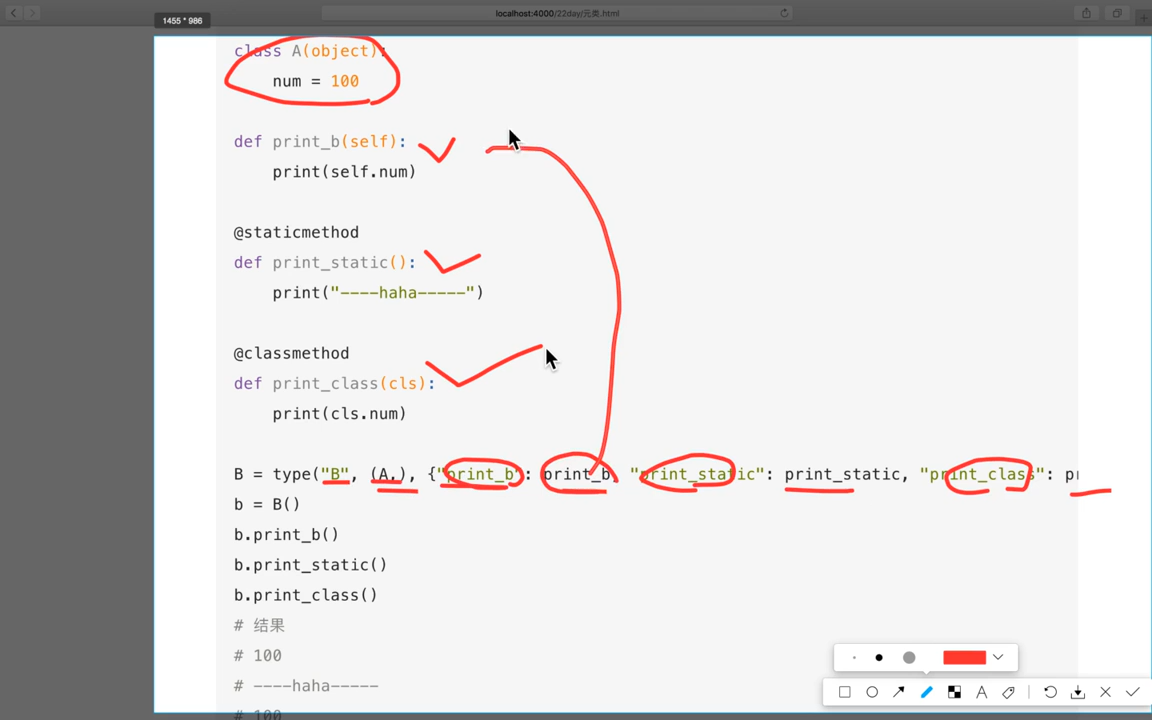 localhost:4000/22day/元类.html
1455 * 986
class A(object):
num = 100
def print_b(self):
print(self.num)
@staticmethod
def print_static():
print("----haha-----")
@classmethod
def print_class(cls):
print(cls.num)
B = type("B", (A,), {"print_b": print_b, "print_static": print_static, "print_class": pr
b = B()
b.print_b()
b.print_static()
b.print_class()
# 结果
# 100
# ----haha-----
# 100